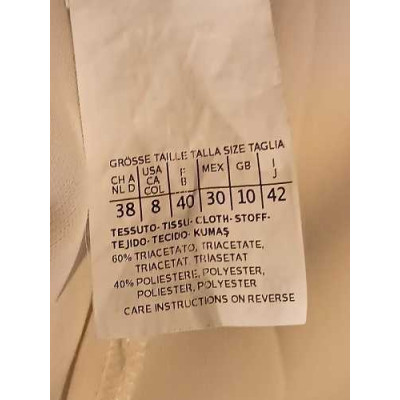 GRÖSSE TAILLE TALLA SIZE TAGLIA
CH A NL D USA CA COL F B MEX GB I J
38 8 40 30 10 42
TESSUTO-TISSU-CLOTH-STOFF-
TEJIDO-TECIDO-KUMAŞ
60% TRIACETATO, TRIACETATE,
TRIACETAT, TRIASETAT
40% POLIESTERE, POLYESTER,
POLIESTER, POLYESTER
CARE INSTRUCTIONS ON REVERSE